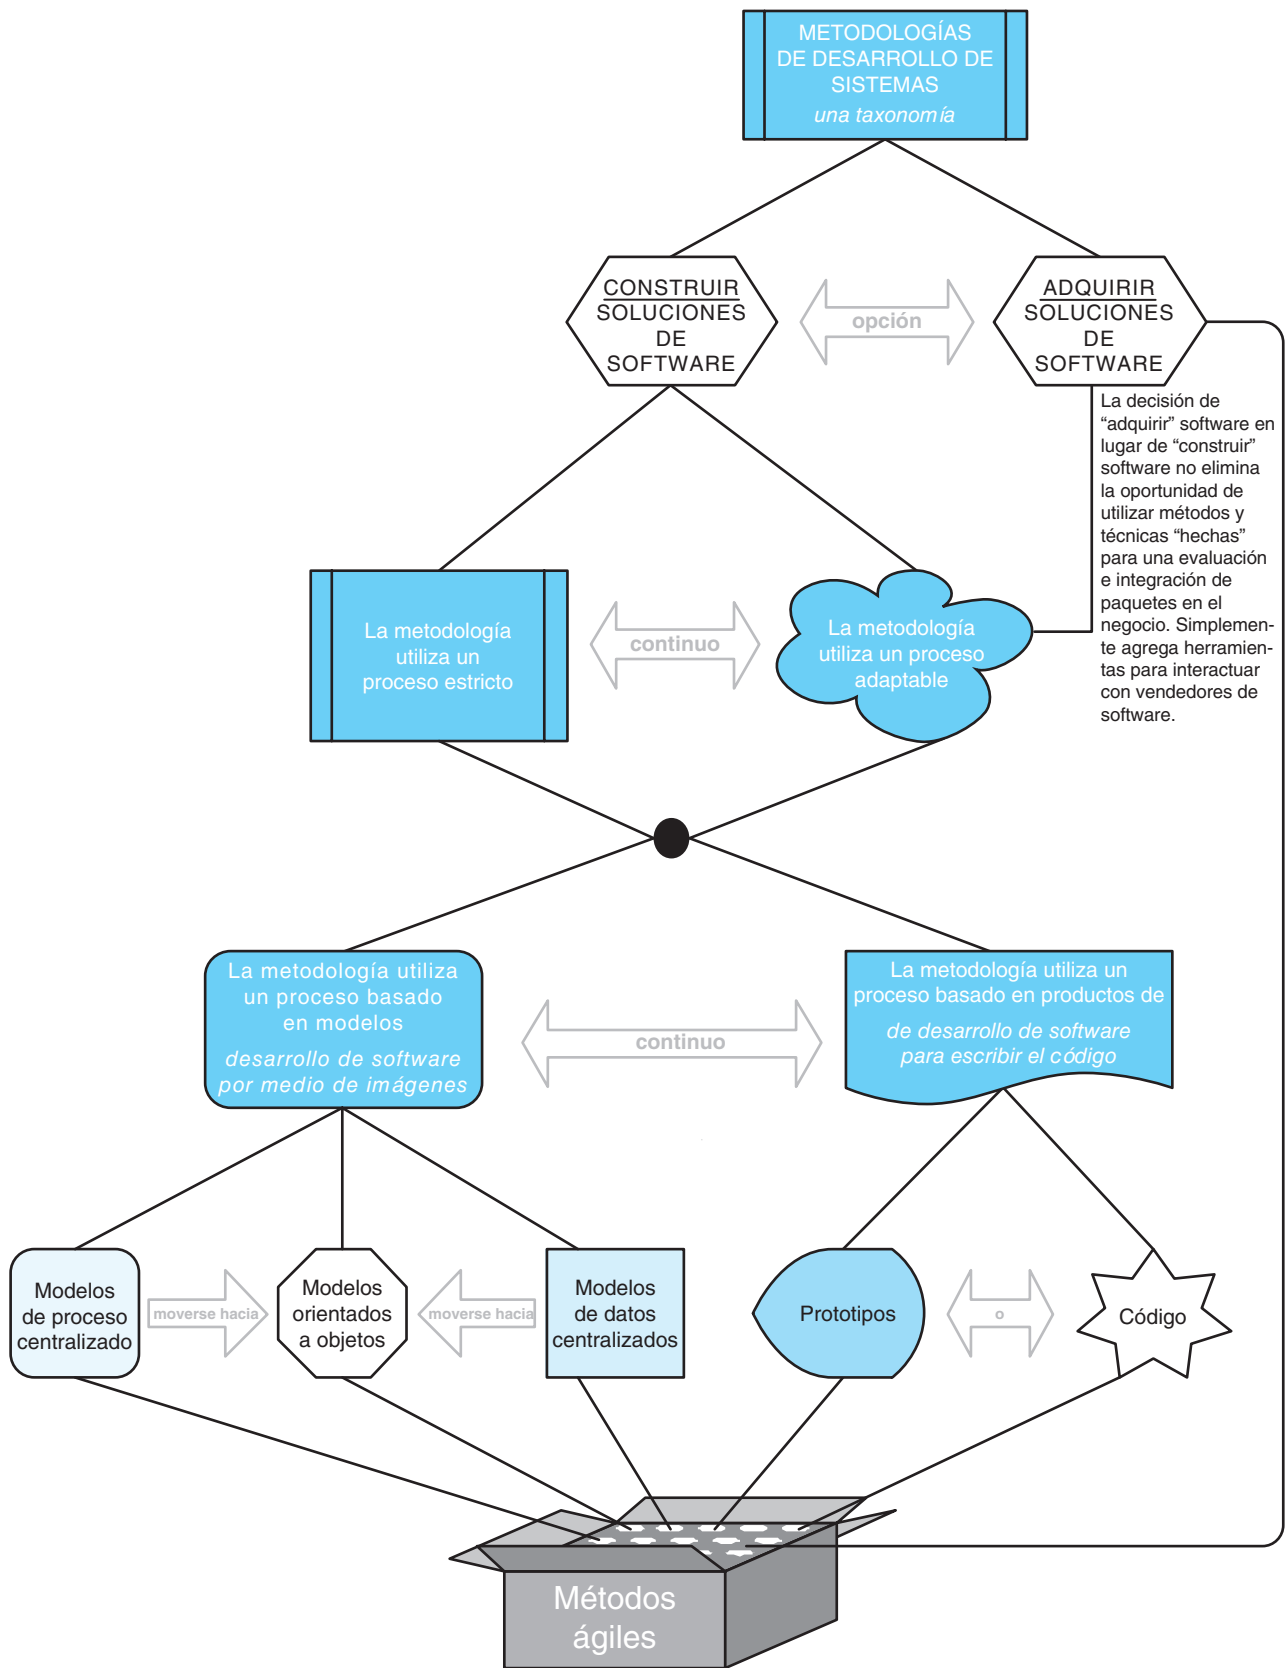 METODOLOGÍAS
DE DESARROLLO DE
SISTEMAS
una taxonomía
CONSTRUIR
SOLUCIONES
DE
SOFTWARE
opción
ADQUIRIR
SOLUCIONES
DE
SOFTWARE
La decisión de
“adquirir” software en
lugar de “construir”
software no elimina
la oportunidad de
utilizar métodos y
técnicas “hechas”
para una evaluación
e integración de
paquetes en el
negocio. Simplemen-
te agrega herramien-
tas para interactuar
con vendedores de
software.
La metodología
utiliza un
proceso estricto
continuo
La metodología
utiliza un proceso
adaptable
La metodología utiliza
un proceso basado
en modelos
desarrollo de software
por medio de imágenes
continuo
La metodología utiliza un
proceso basado en productos de
de desarrollo de software
para escribir el código
Modelos
de proceso
centralizado
moverse hacia
Modelos
orientados
a objetos
moverse hacia
Modelos
de datos
centralizados
Prototipos
o
Código
Métodos
ágiles